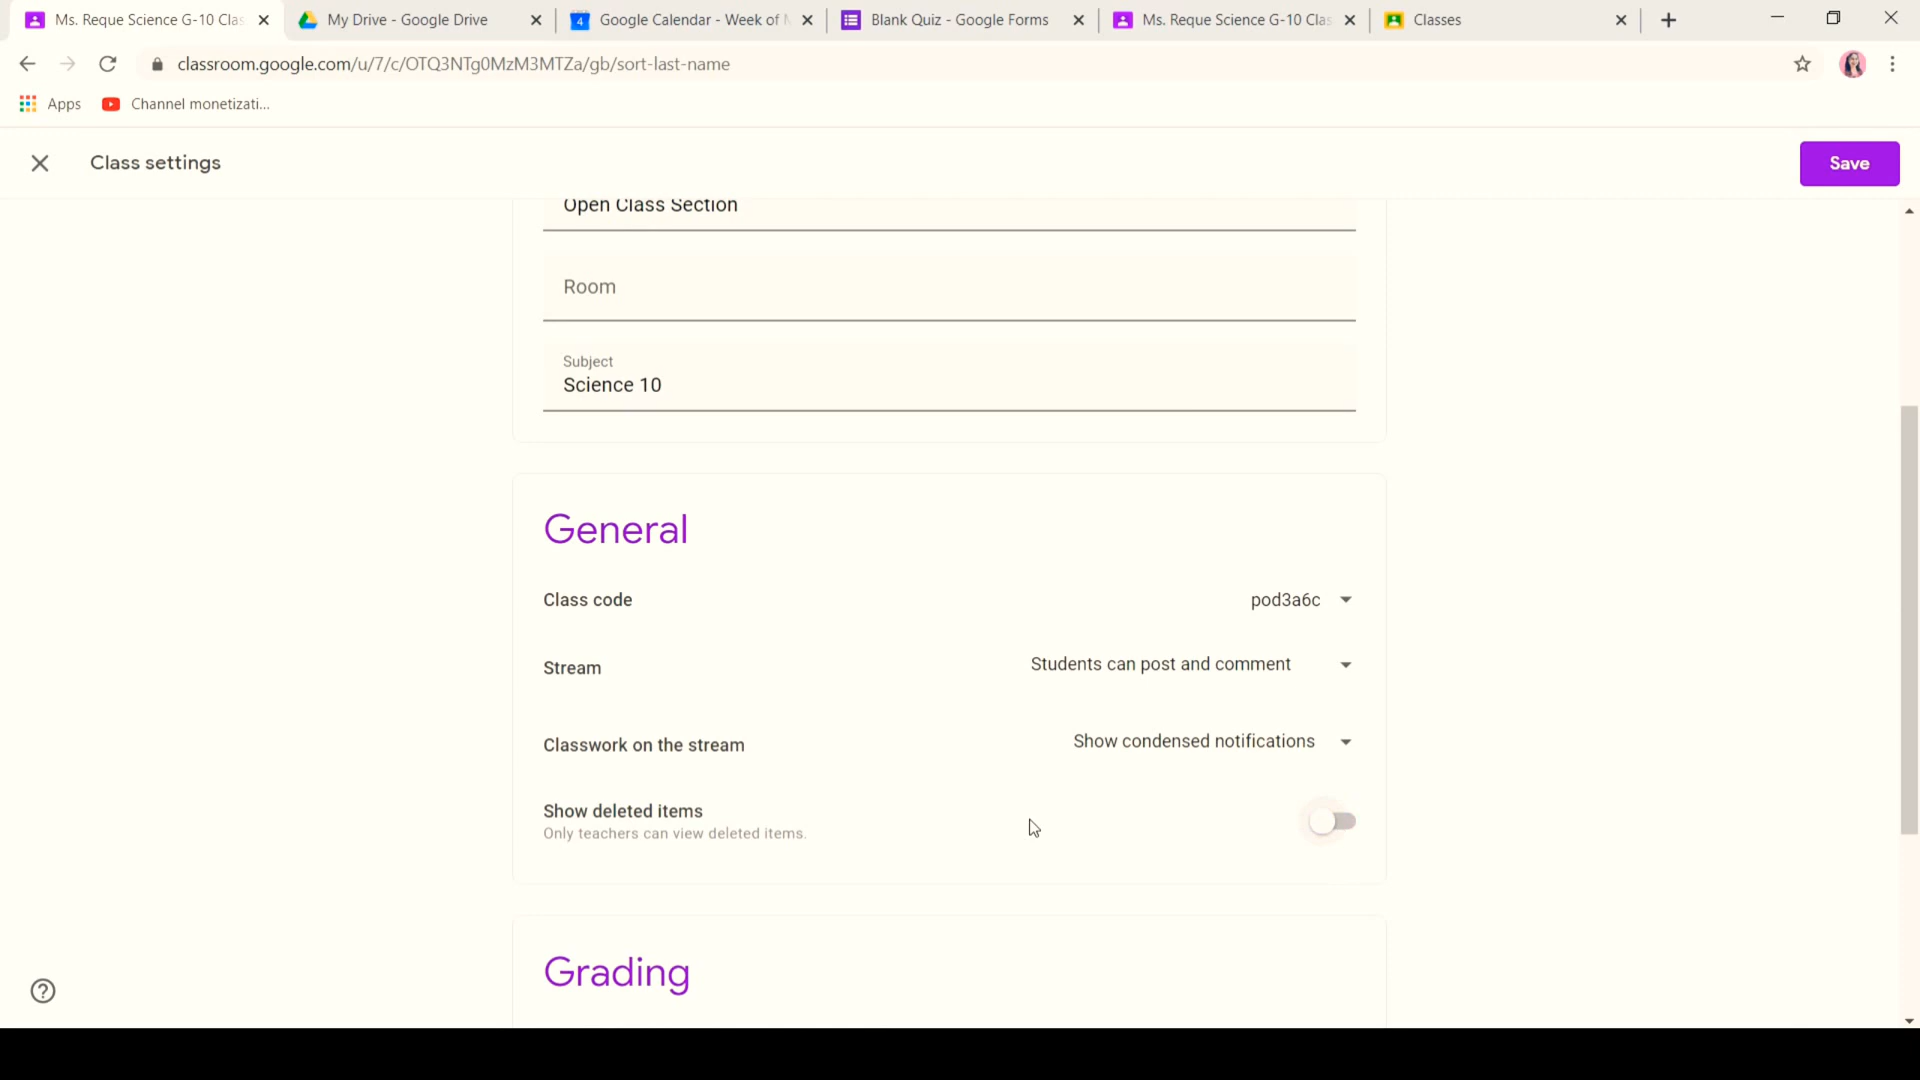 Ms. Reque Science G-10 Clas
My Drive - Google Drive
4
Google Calendar - Week of M
Blank Quiz - Google Forms
Ms. Reque Science G-10 Clas
Classes
classroom.google.com/u/7/c/OTQ3NTg0MzM3MTZa/gb/sort-last-name
Apps
Channel monetizati...
Class settings
Save
Open Class Section
Room
Subject
Science 10
General
Class code
pod3a6c
Stream
Students can post and comment
Classwork on the stream
Show condensed notifications
Show deleted items
Only teachers can view deleted items.
Grading